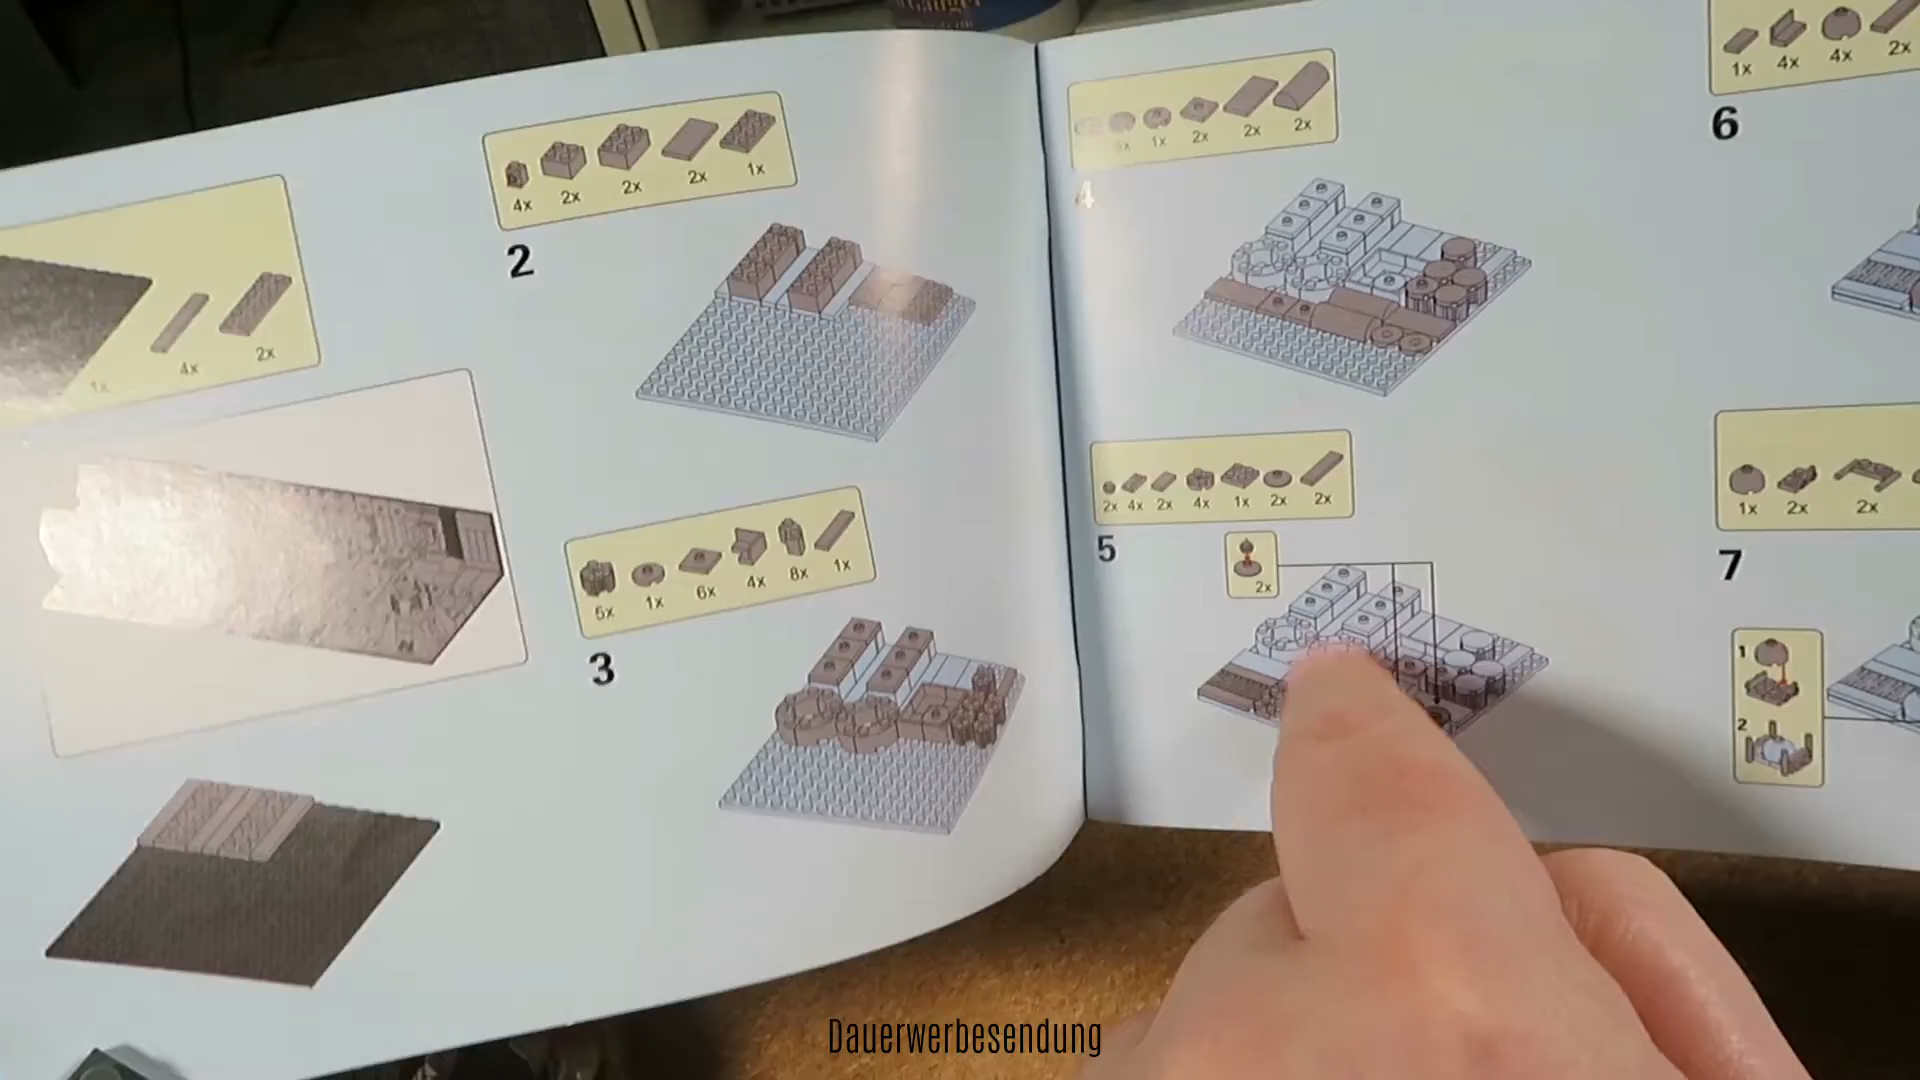 1x 4x 2x
4x 2x 2x 2x 1x
2
5x 1x 6x 4x 8x 1x
3
1x 2x 2x 2x
4
2x 4x 2x 4x 1x 2x 2x
5
2x
1x 4x 4x 2x
6
1x 2x 2x
7
1
2
Dauerwerbesendung